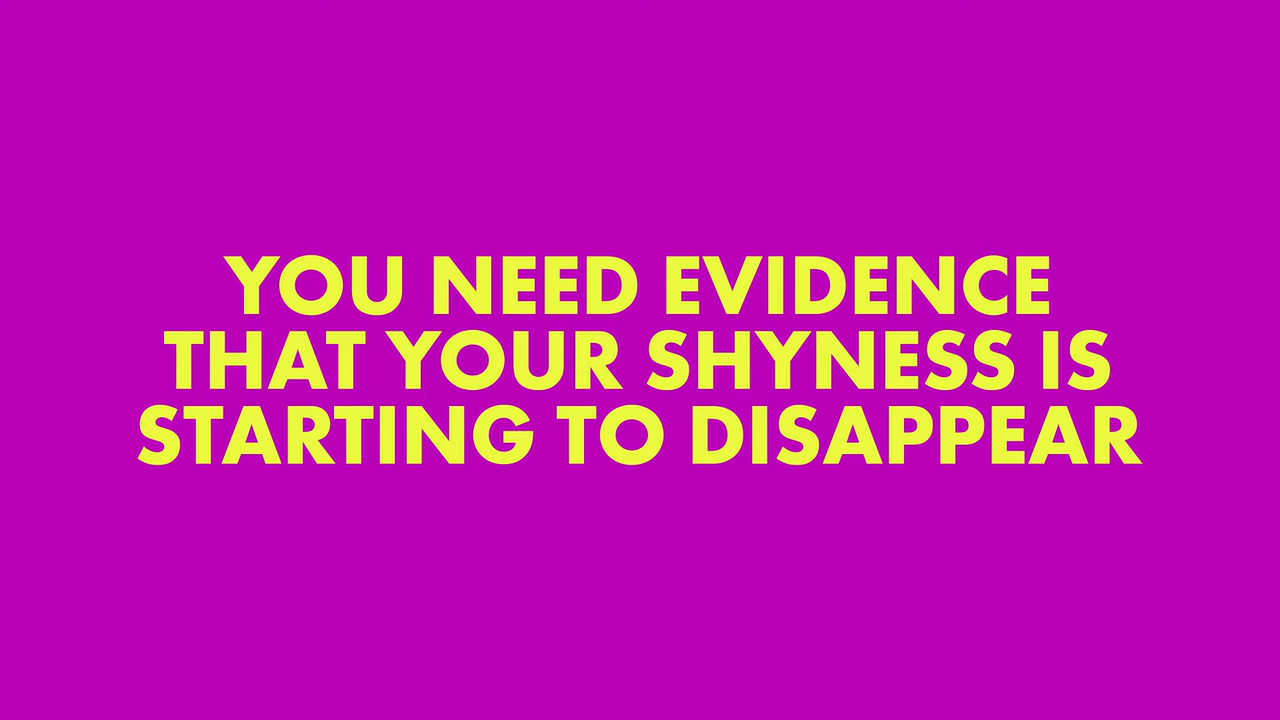 YOU NEED EVIDENCE
THAT YOUR SHYNESS IS
STARTING TO DISAPPEAR